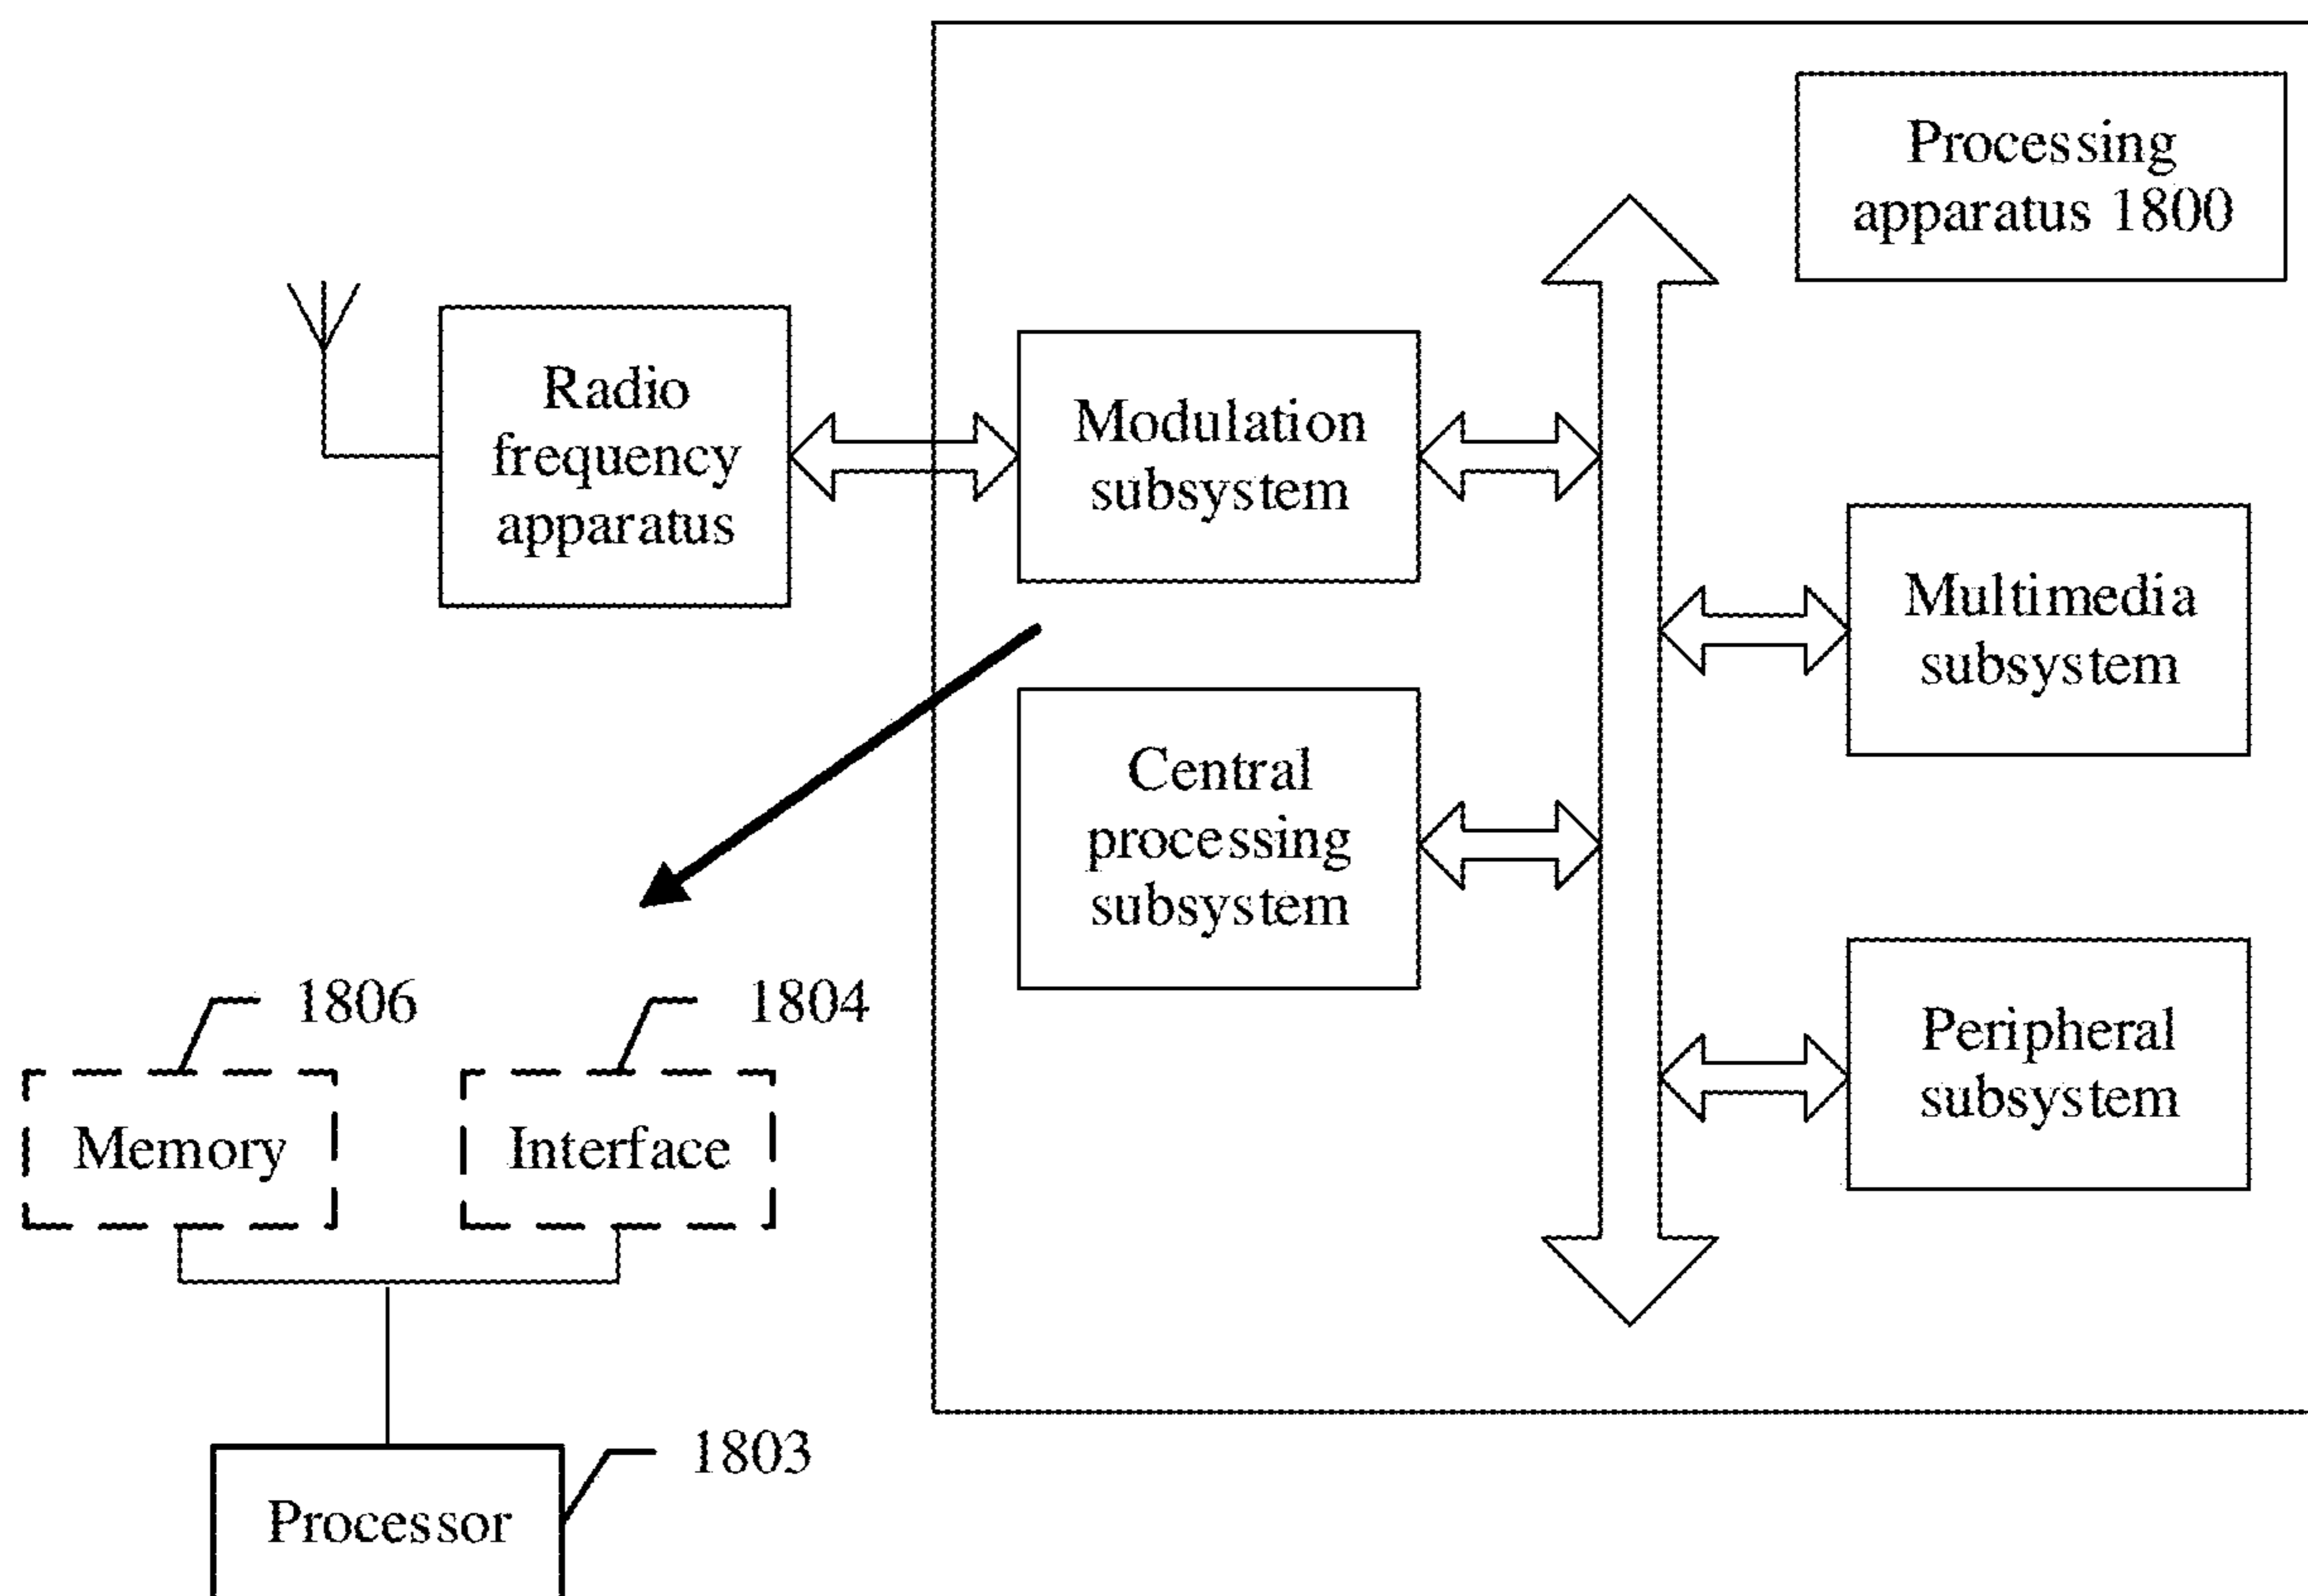 Processing
apparatus 1800
Radio
frequency
apparatus
Modulation
subsystem
Multimedia
subsystem
Central
processing
subsystem
Peripheral
subsystem
1806
1804
Memory
Interface
1803
Processor